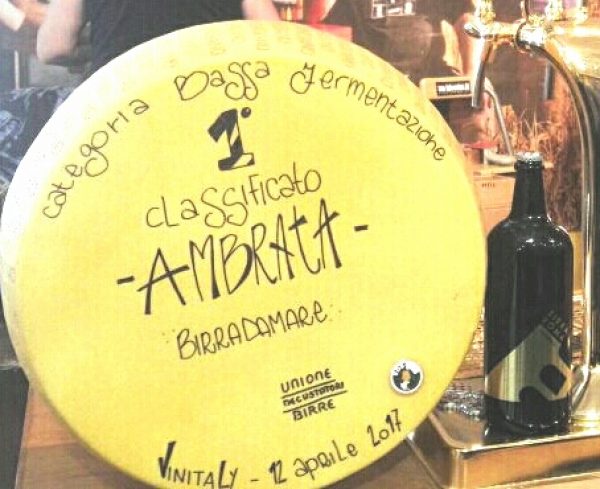 categoria Bassa Fermentazione
1°
classificato
- AMBRATA -
BIRRADAMARE
UNIONE
DEGUSTATORI
BIRRE
VINITALY - 12 aprile 2017